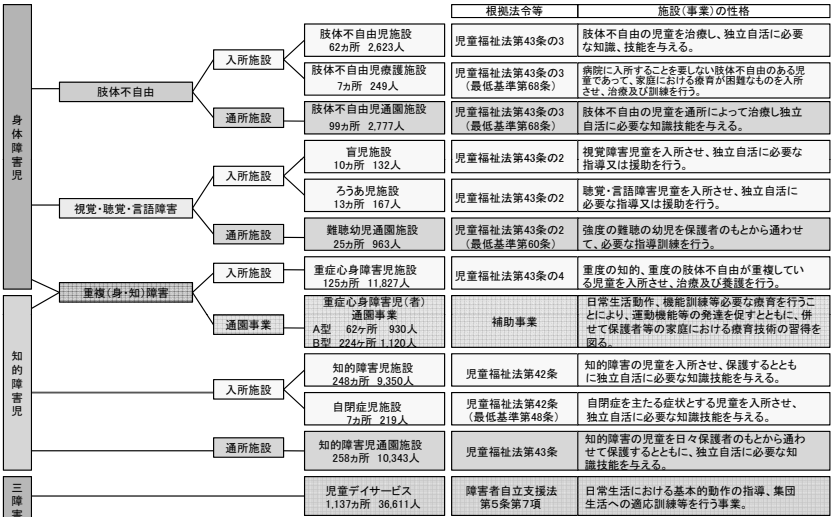 根拠法令等
施設(事業)の性格
身体障害児
肢体不自由
入所施設
肢体不自由児施設
62ヵ所 2,623人
児童福祉法第43条の3
肢体不自由の児童を治療し、独立自活に必要
な知識、技能を与える。
肢体不自由児療護施設
7ヵ所 249人
児童福祉法第43条の3
(最低基準第68条)
病院に入所することを要しない肢体不自由のある児
童であって、家庭における療育が困難なものを入所
させ、治療及び訓練を行う。
通所施設
肢体不自由児通園施設
99ヵ所 2,777人
児童福祉法第43条の3
(最低基準第68条)
肢体不自由の児童を通所によって治療し独立
自活に必要な知識技能を与える。
視覚・聴覚・言語障害
入所施設
盲児施設
10ヵ所 132人
児童福祉法第43条の2
視覚障害児童を入所させ、独立自活に必要な
指導又は援助を行う。
ろうあ児施設
13ヵ所 167人
児童福祉法第43条の2
聴覚・言語障害児童を入所させ、独立自活に
必要な指導又は援助を行う。
通所施設
難聴幼児通園施設
25ヵ所 963人
児童福祉法第43条の2
(最低基準第60条)
強度の難聴の幼児を保護者のもとから通わせ
て、必要な指導訓練を行う。
重複(身・知)障害
入所施設
重症心身障害児施設
125ヵ所 11,827人
児童福祉法第43条の4
重度の知的、重度の肢体不自由が重複してい
る児童を入所させ、治療及び養護を行う。
通園事業
重症心身障害児(者)
通園事業
A型 62ヶ所 930人
B型 224ヶ所 1,120人
補助事業
日常生活動作、機能訓練等必要な療育を行うこ
とにより、運動機能等の発達を促すとともに、併
せて保護者等の家庭における療育技術の習得を
図る。
知的障害児
入所施設
知的障害児施設
248ヵ所 9,350人
児童福祉法第42条
知的障害の児童を入所させ、保護するととも
に独立自活に必要な知識技能を与える。
自閉症児施設
7ヵ所 219人
児童福祉法第42条
(最低基準第48条)
自閉症を主たる症状とする児童を入所させ、
独立自活に必要な知識技能を与える。
通所施設
知的障害児通園施設
258ヵ所 10,343人
児童福祉法第43条
知的障害の児童を日々保護者のもとから通わ
せて保護するとともに、独立自活に必要な知
識技能を与える。
三障害
児童デイサービス
1,137ヵ所 36,611人
障害者自立支援法
第5条第7項
日常生活における基本的動作の指導、集団
生活への適応訓練等を行う事業。